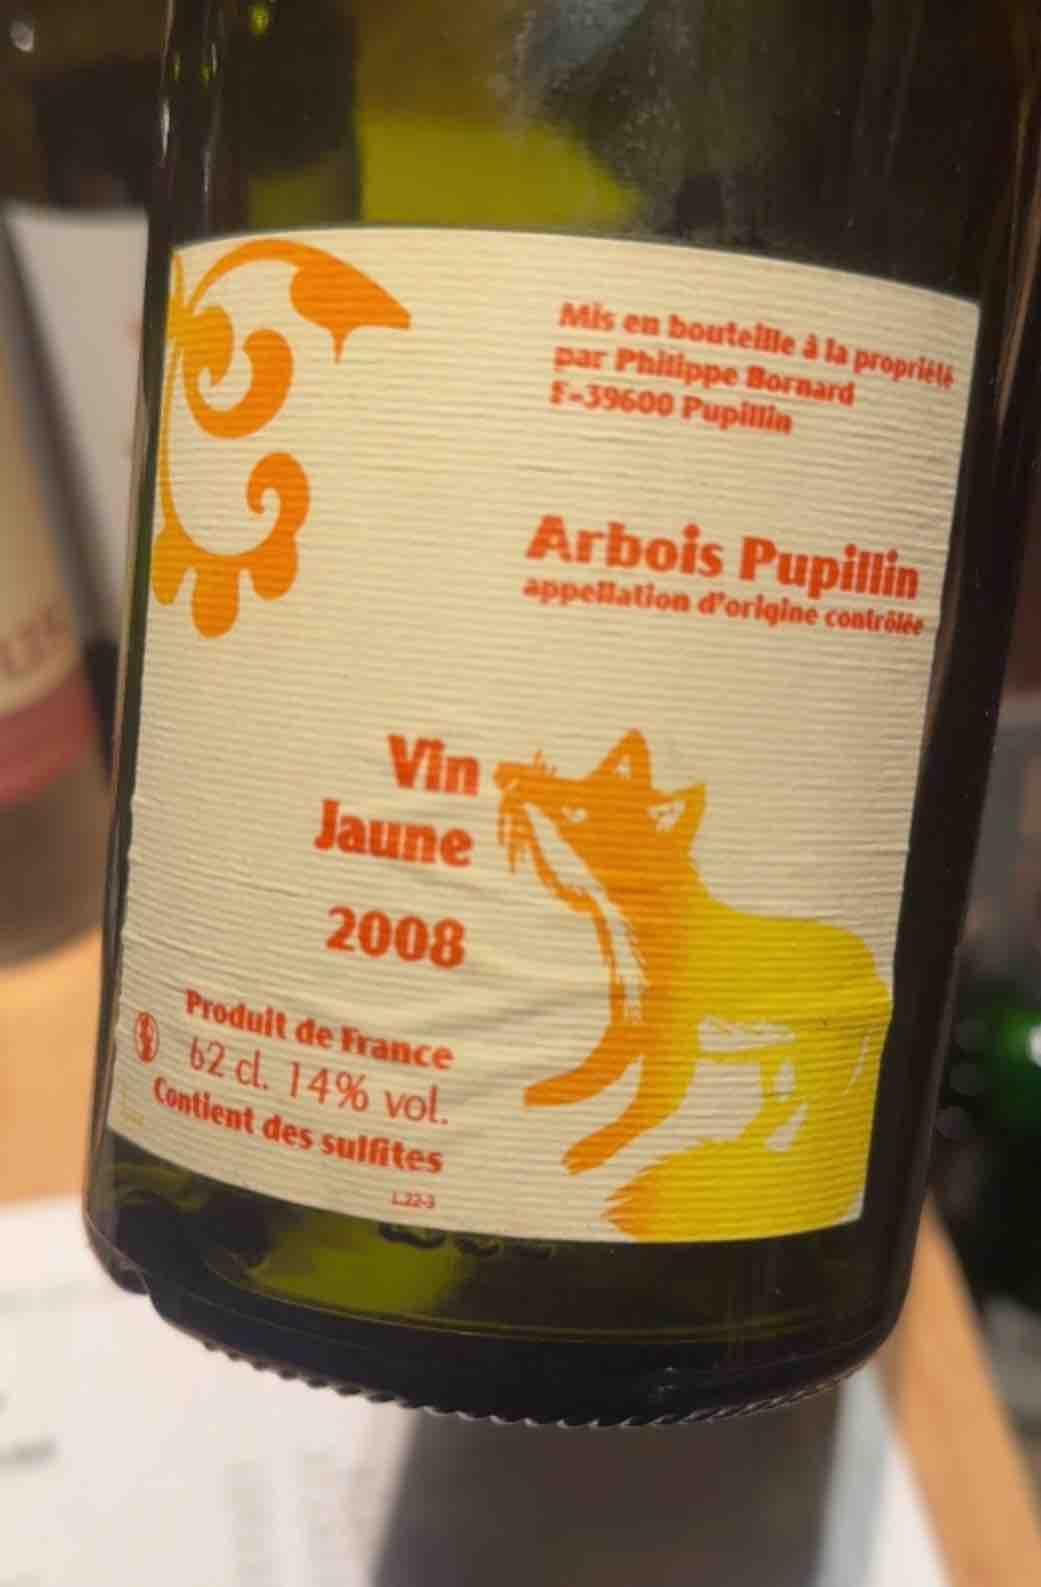 Mis en bouteille à la propriété
par Philippe Bornard
F-39600 Pupillin
Arbois Pupillin
appellation d'origine contrôlée
Vin
Jaune
2008
Produit de France
62 cl. 14% vol.
Contient des sulfites
L.22-3